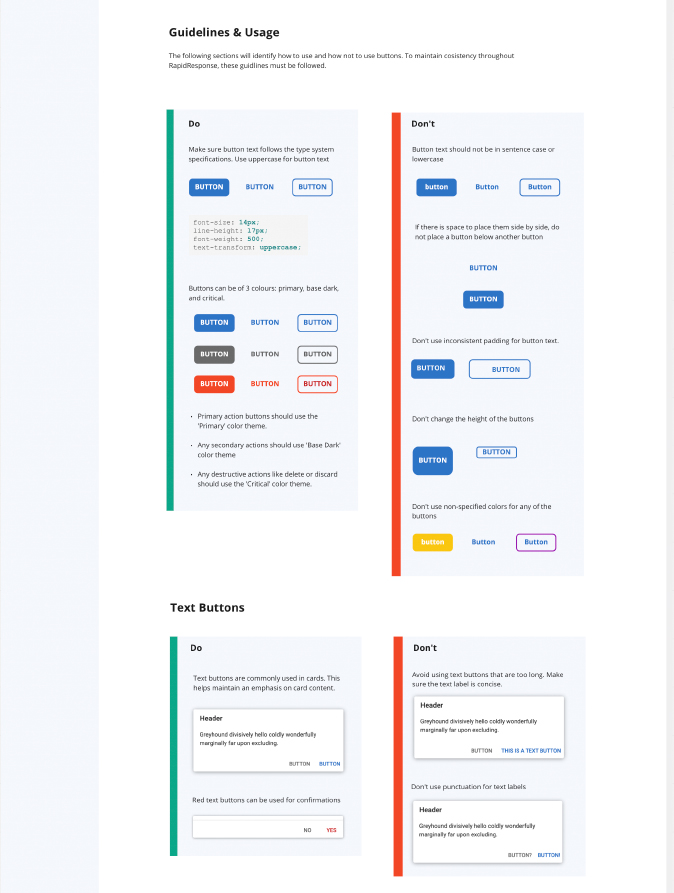 Guidelines & Usage
The following sections will identify how to use and how not to use buttons. To maintain cosistency throughout
RapidResponse, these guidlines must be followed.
Do
Make sure button text follows the type system
specifications. Use uppercase for button text
BUTTON BUTTON BUTTON
font-size: 14px;
line-height: 17px;
font-weight: 500;
text-transform: uppercase;
Buttons can be of 3 colours: primary, base dark,
and critical.
BUTTON BUTTON BUTTON
BUTTON BUTTON BUTTON
BUTTON BUTTON BUTTON
• Primary action buttons should use the
'Primary' color theme.
• Any secondary actions should use 'Base Dark'
color theme
• Any destructive actions like delete or discard
should use the 'Critical' color theme.
Don't
Button text should not be in sentence case or
lowercase
button Button Button
If there is space to place them side by side, do
not place a button below another button
BUTTON
BUTTON
Don't use inconsistent padding for button text.
BUTTON BUTTON
Don't change the height of the buttons
BUTTON BUTTON
Don't use non-specified colors for any of the
buttons
button Button Button
Text Buttons
Do
Text buttons are commonly used in cards. This
helps maintain an emphasis on card content.
Header
Greyhound divisively hello coldly wonderfully
marginally far upon excluding.
BUTTON BUTTON
Red text buttons can be used for confirmations
NO YES
Don't
Avoid using text buttons that are too long. Make
sure the text label is concise.
Header
Greyhound divisively hello coldly wonderfully
marginally far upon excluding.
BUTTON THIS IS A TEXT BUTTON
Don't use punctuation for text labels
Header
Greyhound divisively hello coldly wonderfully
marginally far upon excluding.
BUTTON? BUTTON!